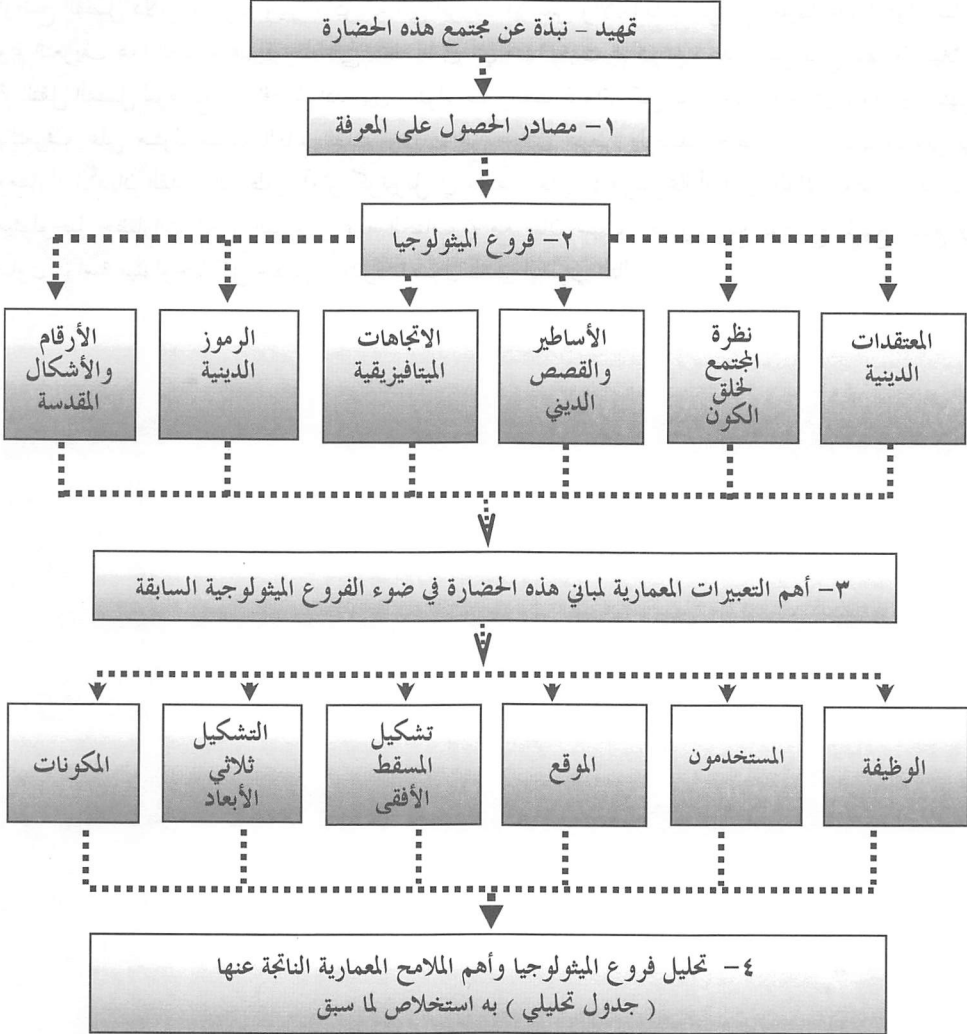 تمهيد – نبذة عن مجتمع هذه الحضارة
١– مصادر الحصول على المعرفة
٢– فروع الميثولوجيا
المعتقدات
الدينية
نظرة
المجتمع
لخلق
الكون
الأساطير
والقصص
الديني
الاتجاهات
الميتافيزيقية
الرموز
الدينية
الأرقام
والأشكال
المقدسة
٣– أهم التعبيرات المعمارية لمباني هذه الحضارة في ضوء الفروع الميثولوجية السابقة
الوظيفة
المستخدمون
الموقع
تشكيل
المسقط
الأفقى
التشكيل
ثلاثي
الأبعاد
المكونات
٤– تحليل فروع الميثولوجيا وأهم الملامح المعمارية الناتجة عنها
( جدول تحليلي ) به استخلاص لما سبق